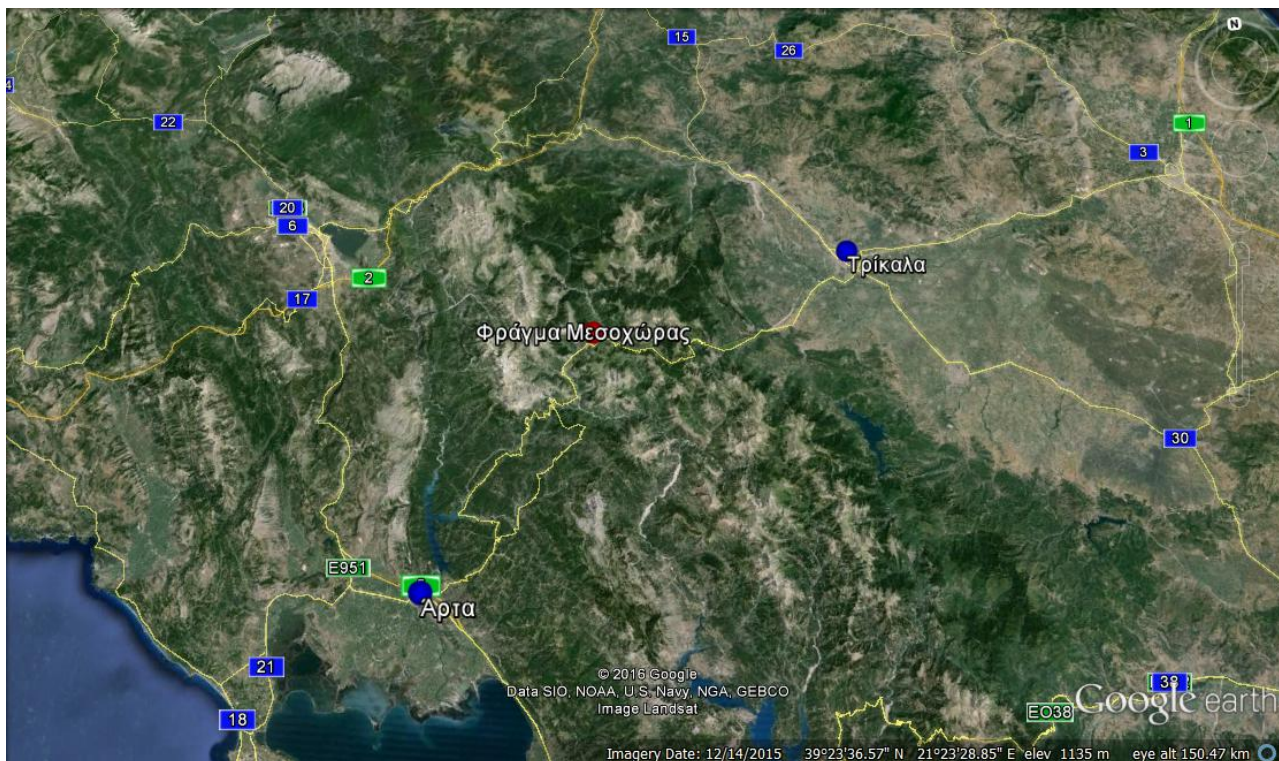 N
15
26
22
1
3
20
6
2
17
Τρίκαλα
Φράγμα Μεσοχώρας
30
E951
Άρτα
21
18
© 2016 Google
Data SIO, NOAA, U.S. Navy, NGA, GEBCO
Image Landsat
38
EO38
Google earth
Imagery Date: 12/14/2015 39°23'36.57" N 21°23'28.85" E elev 1135 m eye alt 150.47 km